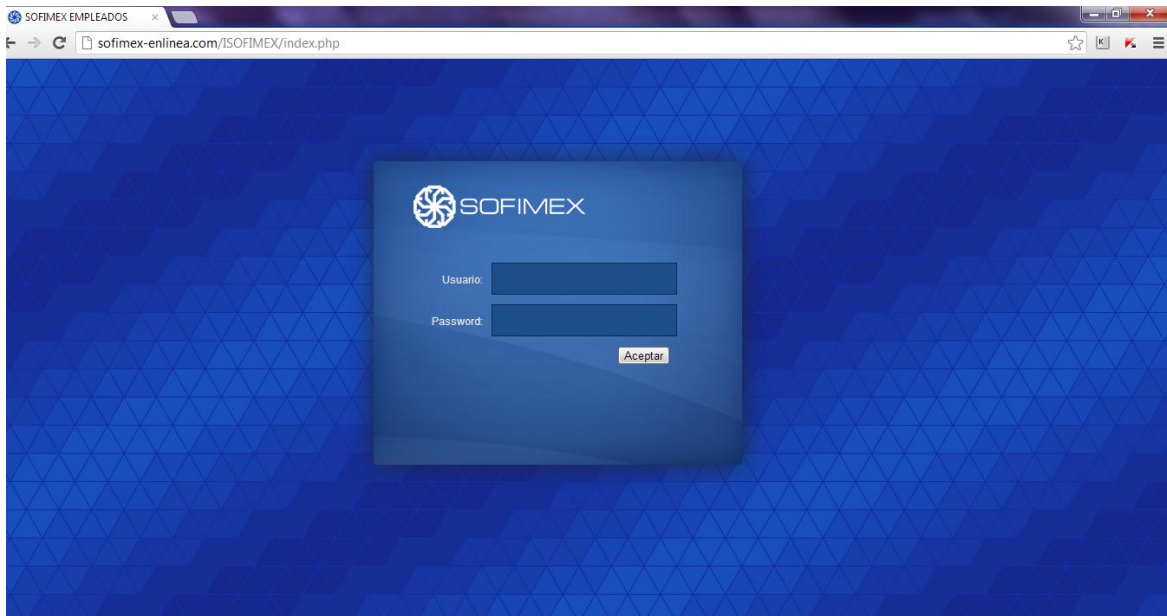 SOFIMEX EMPLEADOS
sofimex-enlinea.com/ISOFIMEX/index.php
SOFIMEX
Usuario:
Password:
Aceptar